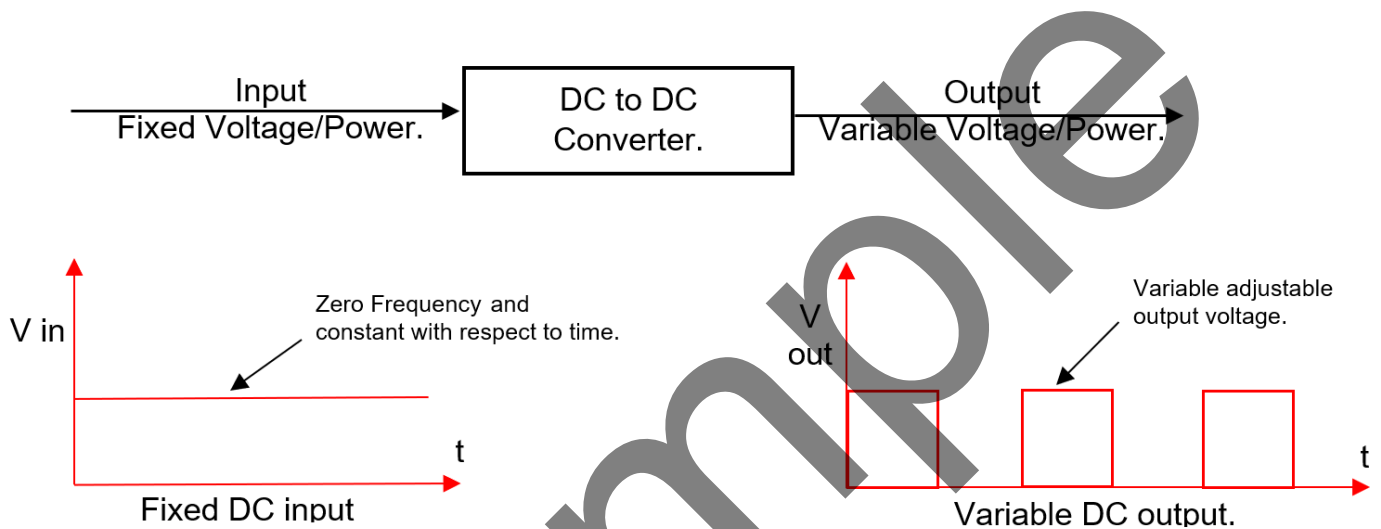 Input
Fixed Voltage/Power.
DC to DC
Converter.
Output
Variable Voltage/Power.
V in
Zero Frequency and
constant with respect to time.
t
Fixed DC input
V
out
Variable adjustable
output voltage.
t
Variable DC output.
mple